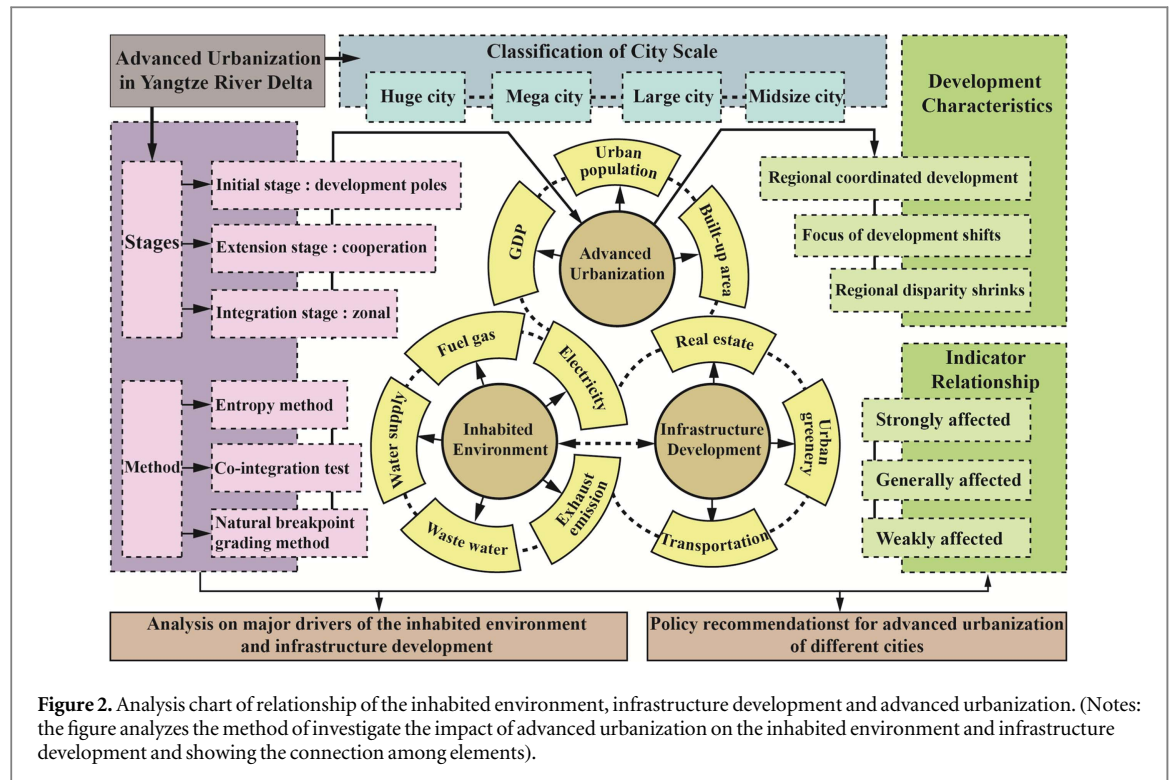 Advanced Urbanization
in Yangtze River Delta
Classification of City Scale
Huge city
Mega city
Large city
Midsize city
Development
Characteristics
Regional coordinated development
Focus of development shifts
Regional disparity shrinks
Stages
Initial stage : development poles
Extension stage : cooperation
Integration stage : zonal
Method
Entropy method
Co-integration test
Natural breakpoint
grading method
Urban
population
GDP
Built-up area
Advanced
Urbanization
Fuel gas
Electricity
Water supply
Inhabited
Environment
Waste water
Exhaust
emission
Real estate
Urban
greenery
Infrastructure
Development
Transportation
Indicator
Relationship
Strongly affected
Generally affected
Weakly affected
Analysis on major drivers of the inhabited environment
and infrastructure development
Policy recommendationst for advanced urbanization
of different cities
Figure 2. Analysis chart of relationship of the inhabited environment, infrastructure development and advanced urbanization. (Notes:
the figure analyzes the method of investigate the impact of advanced urbanization on the inhabited environment and infrastructure
development and showing the connection among elements).